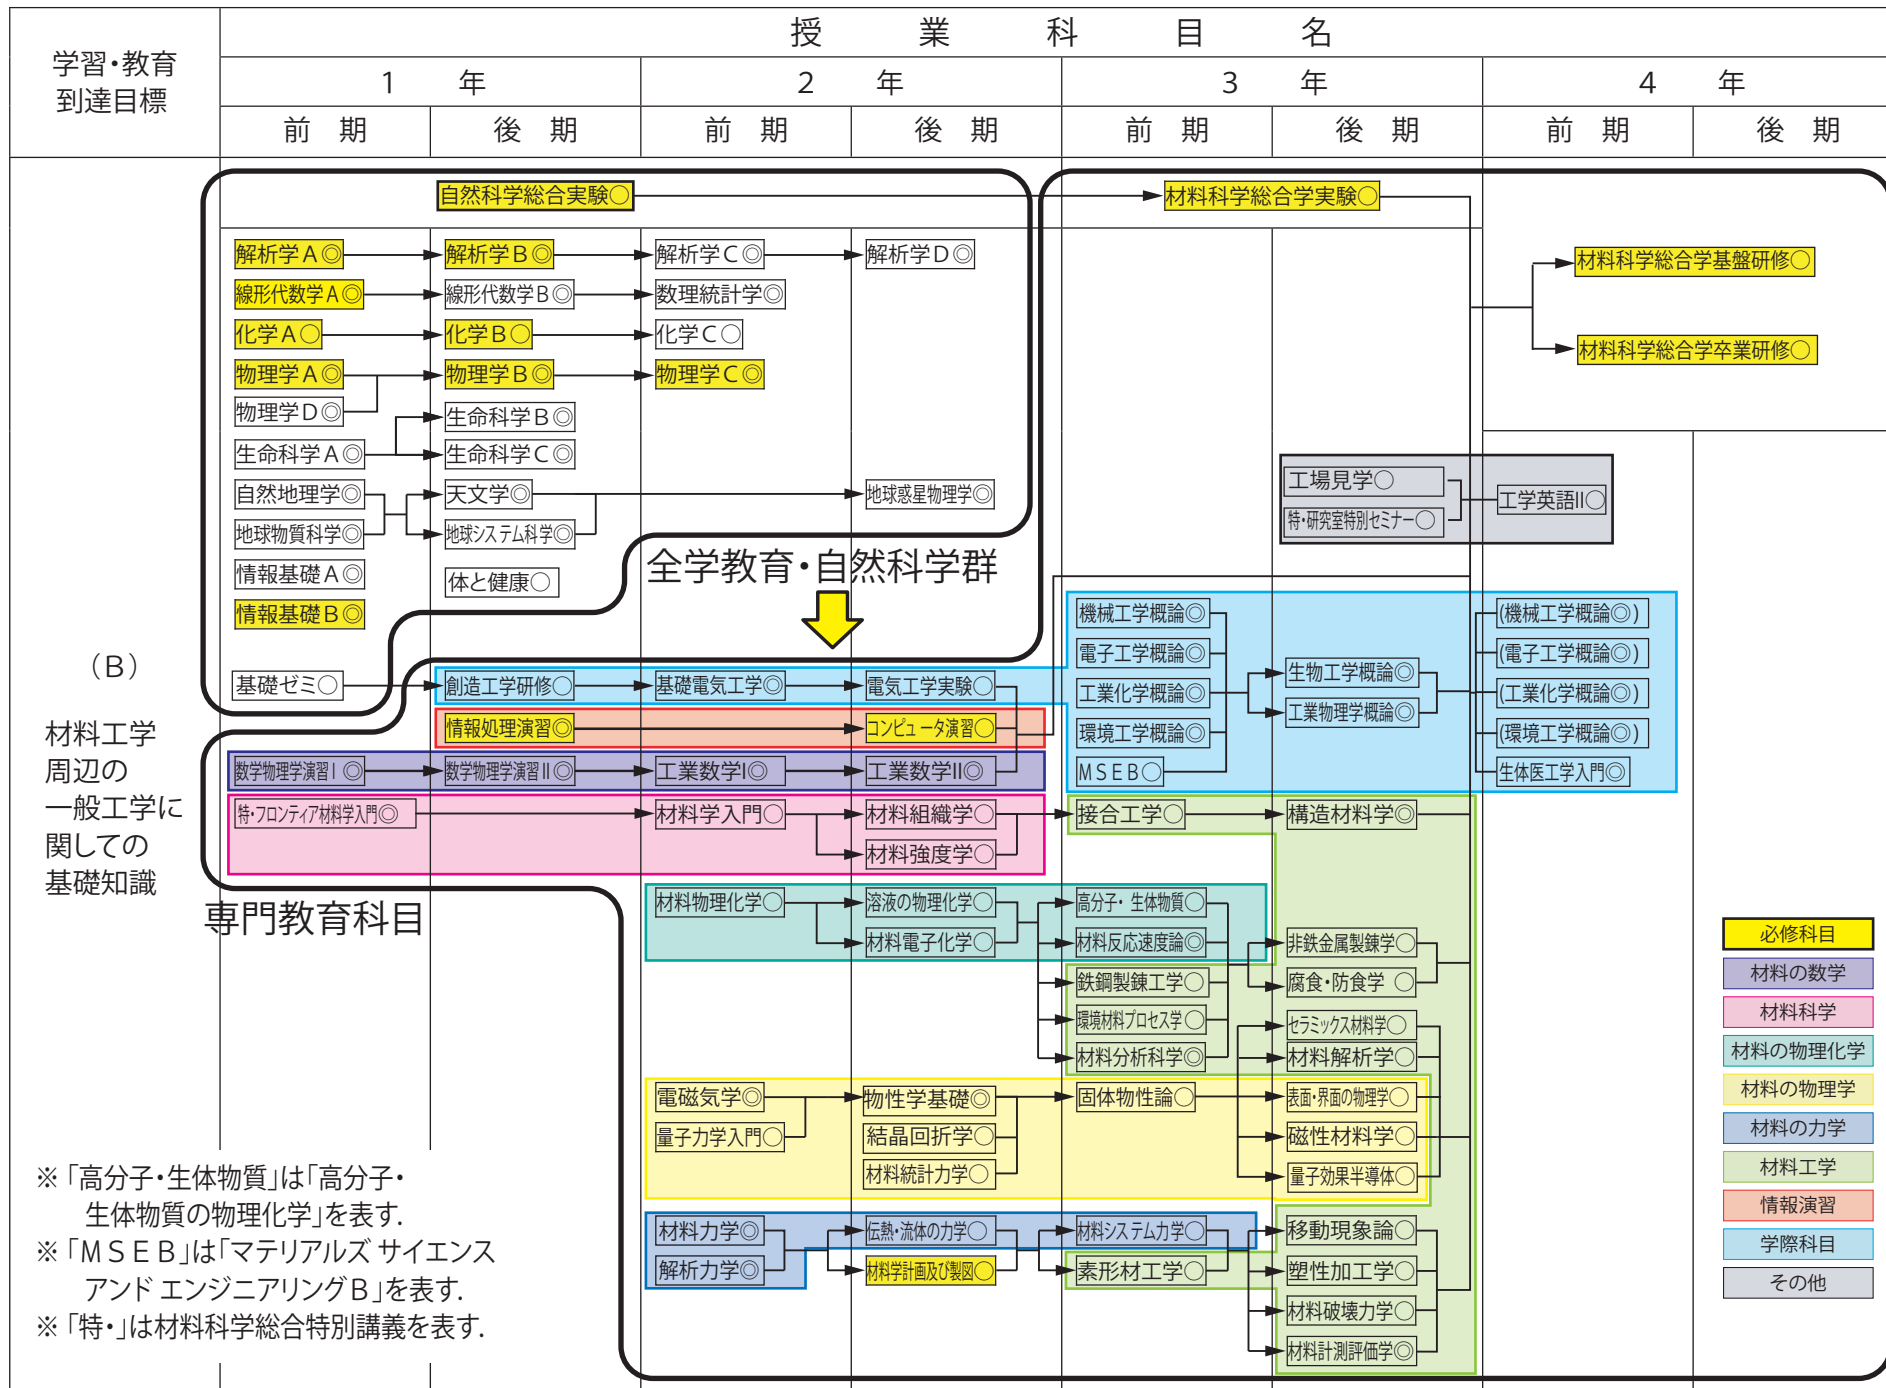 学習・教育
到達目標
授業科目名
1年 2年 3年 4年
前期 後期 前期 後期 前期 後期 前期 後期
自然科学総合実験○ 材料科学総合学実験○
解析学A◎ 解析学B◎ 解析学C◎ 解析学D◎
材料科学総合学基盤研修○
線形代数学A◎ 線形代数学B◎ 数理統計学◎
化学A○ 化学B○ 化学C○
材料科学総合学卒業研修○
物理学A◎ 物理学B◎ 物理学C◎
物理学D◎ 生命科学B◎
生命科学A◎ 生命科学C◎
工場見学○
自然地理学◎ 天文学◎ 地球惑星物理学◎
工学英語II○
特・研究室特別セミナー○
地球物質科学◎ 地球システム科学◎
情報基礎A◎ 体と健康○
全学教育・自然科学群
情報基礎B◎
機械工学概論◎ (機械工学概論◎)
電子工学概論◎ (電子工学概論◎)
生物工学概論◎
(B)
基礎ゼミ○ 創造工学研修○ 基礎電気工学◎ 電気工学実験○
工業化学概論◎ (工業化学概論◎)
工業物理学概論◎
情報処理演習◎ コンピュータ演習○
環境工学概論◎ (環境工学概論◎)
数学物理学演習Ⅰ◎ 数学物理学演習Ⅱ◎ 工業数学I◎ 工業数学II◎
MSEB○ 生体医工学入門◎
材料工学
周辺の
一般工学に
関しての
基礎知識
特・フロンティア材料学入門◎ 材料学入門○ 材料組織学○ 接合工学○ 構造材料学◎
材料強度学○
専門教育科目
材料物理化学○ 溶液の物理化学○ 高分子・生体物質○
材料電子化学○ 材料反応速度論◎ 非鉄金属製錬学○
鉄鋼製錬工学○ 腐食・防食学 ○
環境材料プロセス学○ セラミックス材料学○
材料分析科学◎ 材料解析学○
電磁気学◎ 物性学基礎◎ 固体物性論○ 表面・界面の物理学○
量子力学入門○ 結晶回折学○ 磁性材料学○
材料統計力学○ 量子効果半導体○
材料力学◎ 伝熱・流体の力学○ 材料システム力学○ 移動現象論○
解析力学◎ 材料学計画及び製図○ 素形材工学○ 塑性加工学○
材料破壊力学○
材料計測評価学◎
必修科目
材料の数学
材料科学
材料の物理化学
材料の物理学
材料の力学
材料工学
情報演習
学際科目
その他
※「高分子・生体物質」は「高分子・
生体物質の物理化学」を表す.
※「MSEB」は「マテリアルズ サイエンス
アンド エンジニアリングB」を表す.
※「特・」は材料科学総合特別講義を表す.